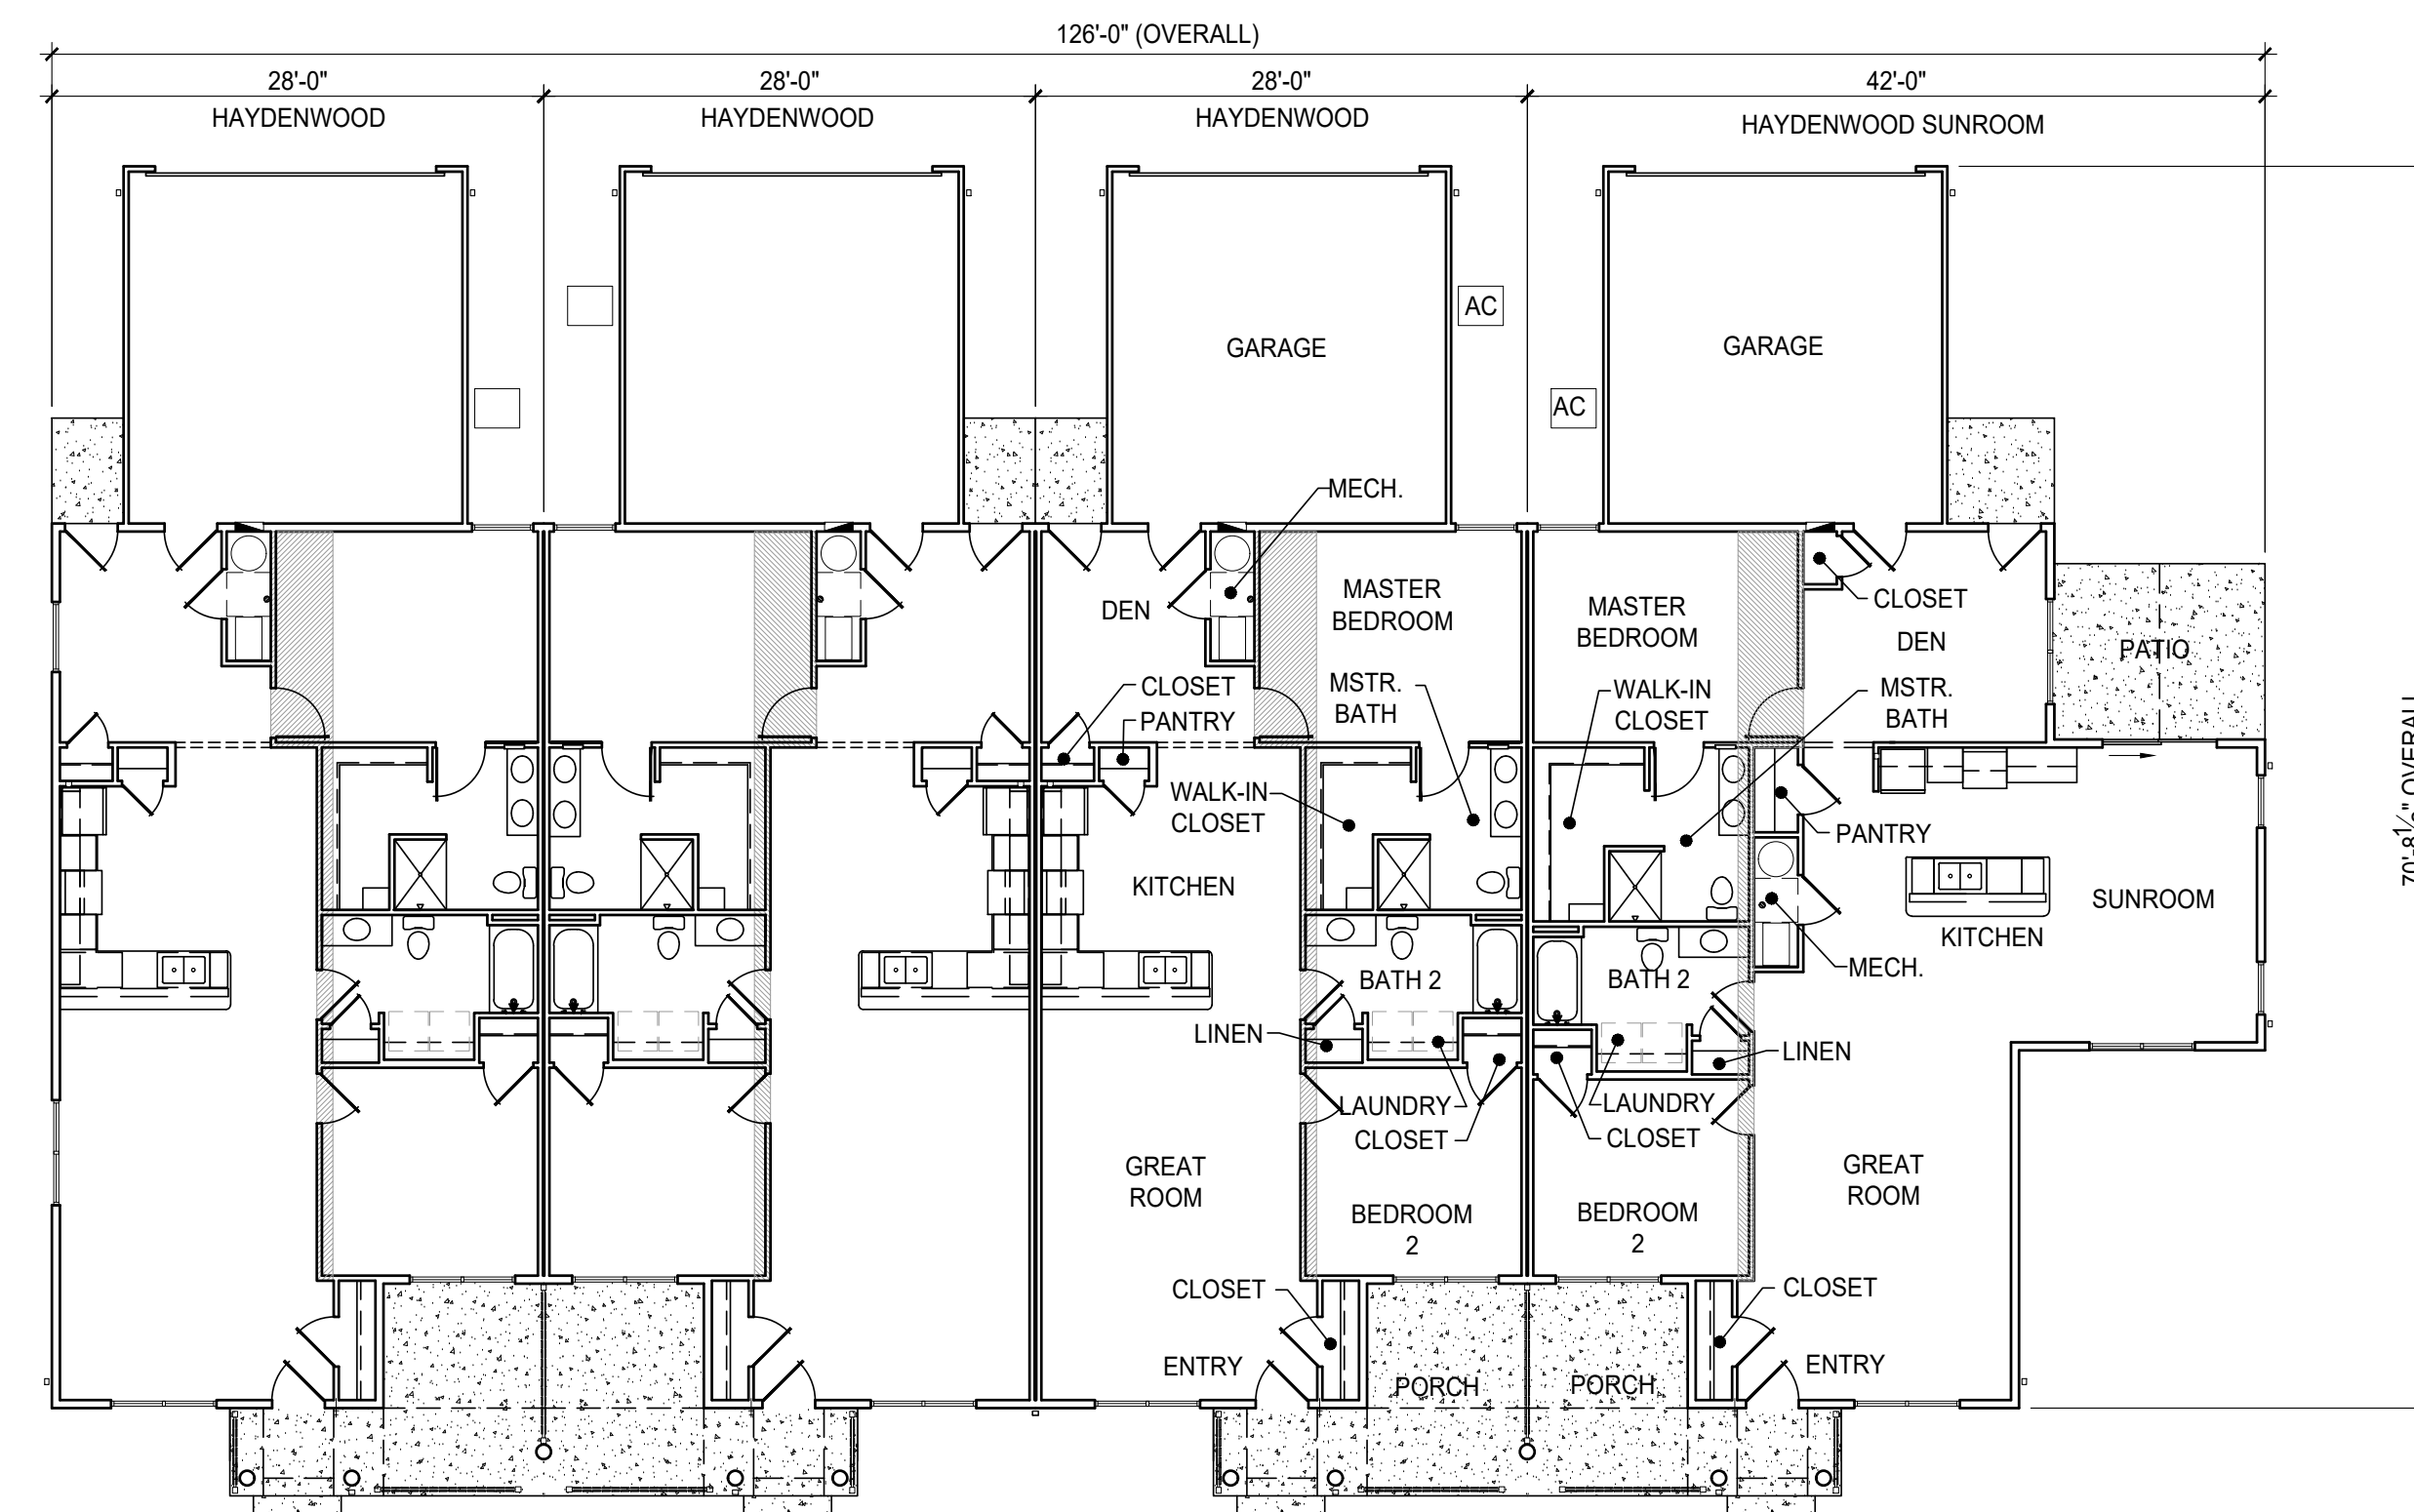 126'-0" (OVERALL)
28'-0"
28'-0"
28'-0"
42'-0"
HAYDENWOOD
HAYDENWOOD
HAYDENWOOD
HAYDENWOOD SUNROOM
AC
GARAGE
GARAGE
AC
MECH.
MASTER
BEDROOM
DEN
MASTER
BEDROOM
CLOSET
DEN
PATIO
CLOSET
PANTRY
MSTR.
BATH
WALK-IN
CLOSET
MSTR.
BATH
WALK-IN
CLOSET
PANTRY
KITCHEN
SUNROOM
KITCHEN
BATH 2
BATH 2
MECH.
LINEN
LINEN
LAUNDRY
CLOSET
LAUNDRY
CLOSET
GREAT
ROOM
GREAT
ROOM
BEDROOM
2
BEDROOM
2
CLOSET
CLOSET
ENTRY
PORCH
PORCH
ENTRY
OVERALL